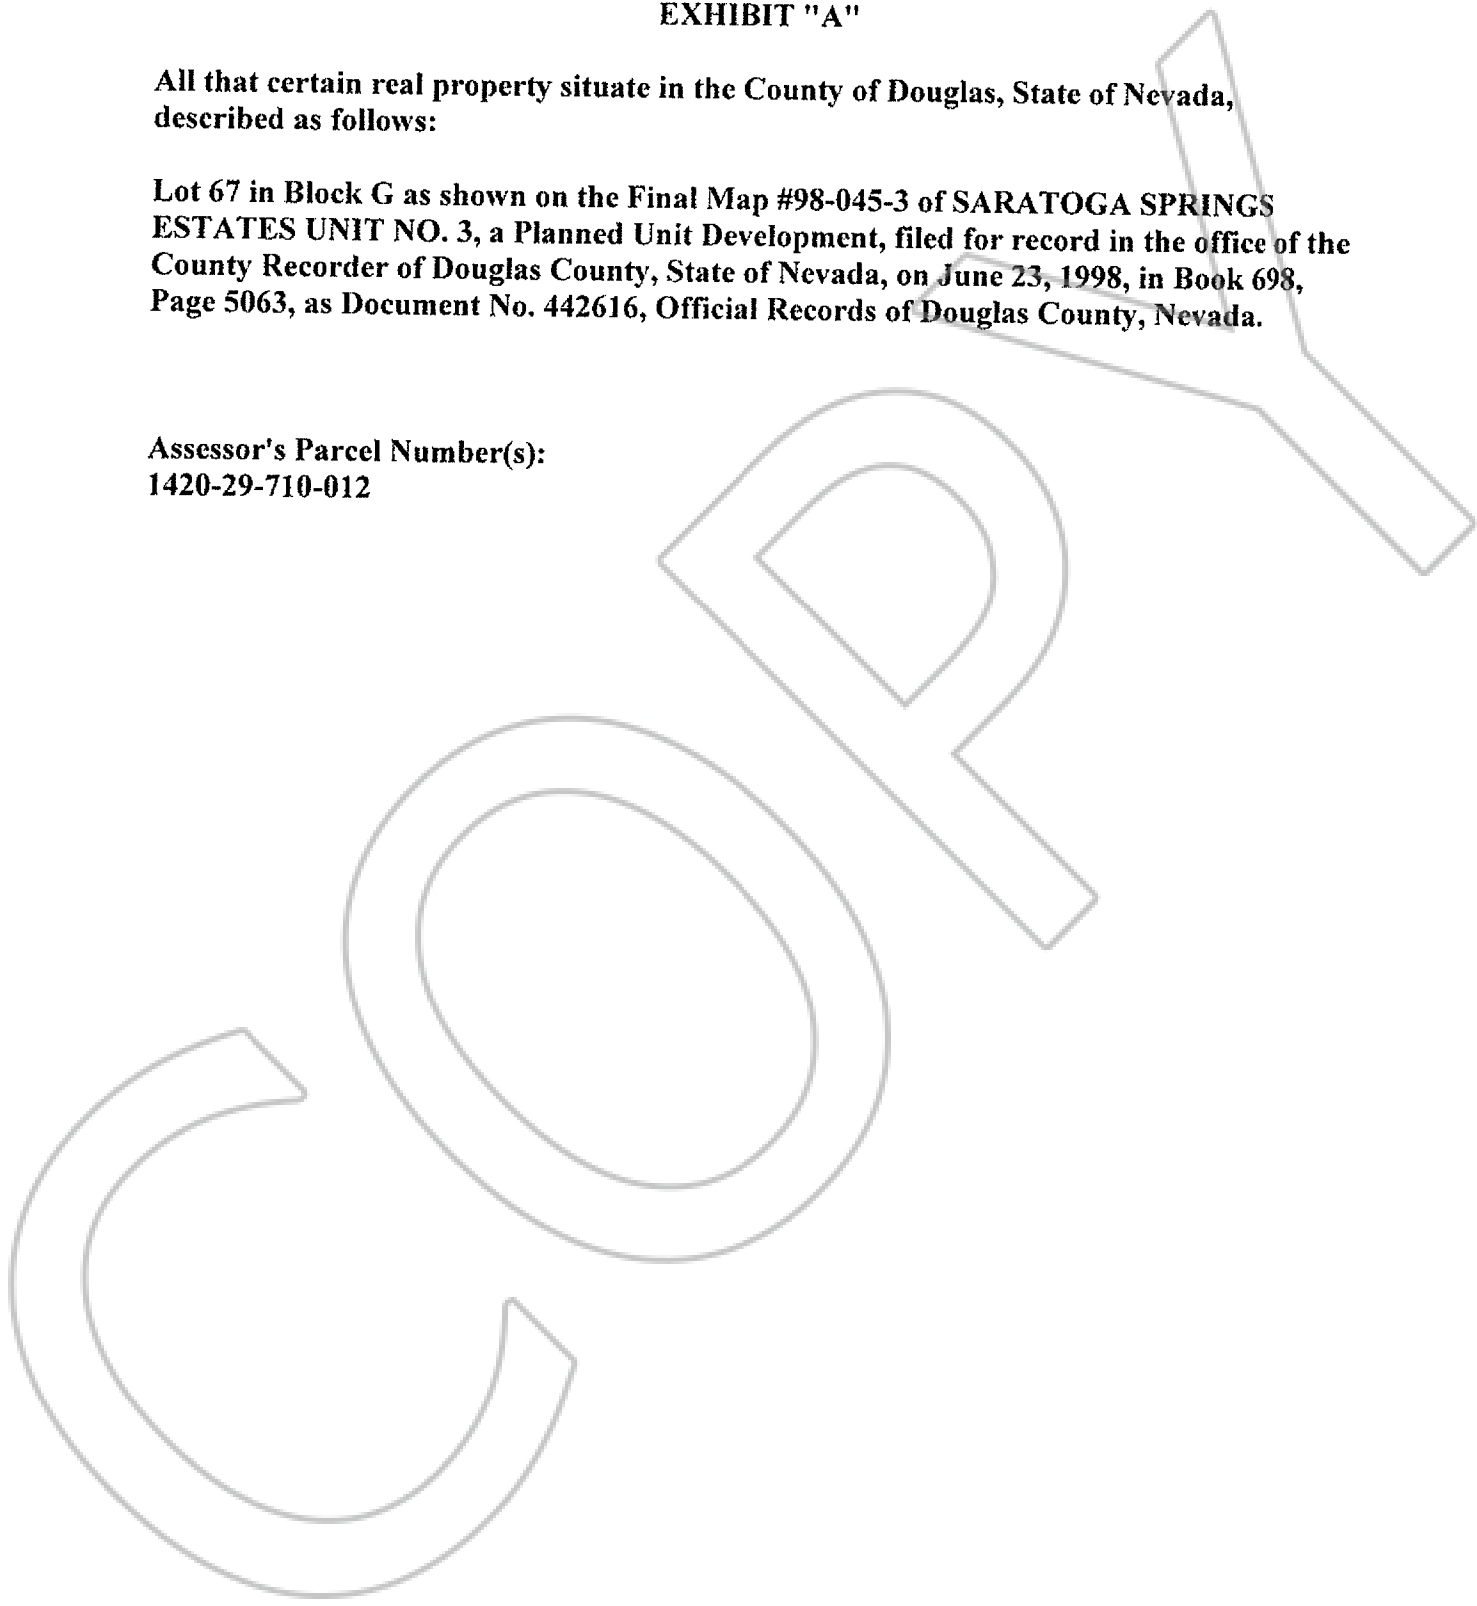 EXHIBIT "A"
All that certain real property situate in the County of Douglas, State of Nevada,
described as follows:
Lot 67 in Block G as shown on the Final Map #98-045-3 of SARATOGA SPRINGS
ESTATES UNIT NO. 3, a Planned Unit Development, filed for record in the office of the
County Recorder of Douglas County, State of Nevada, on June 23, 1998, in Book 698,
Page 5063, as Document No. 442616, Official Records of Douglas County, Nevada.
Assessor's Parcel Number(s):
1420-29-710-012
COPY